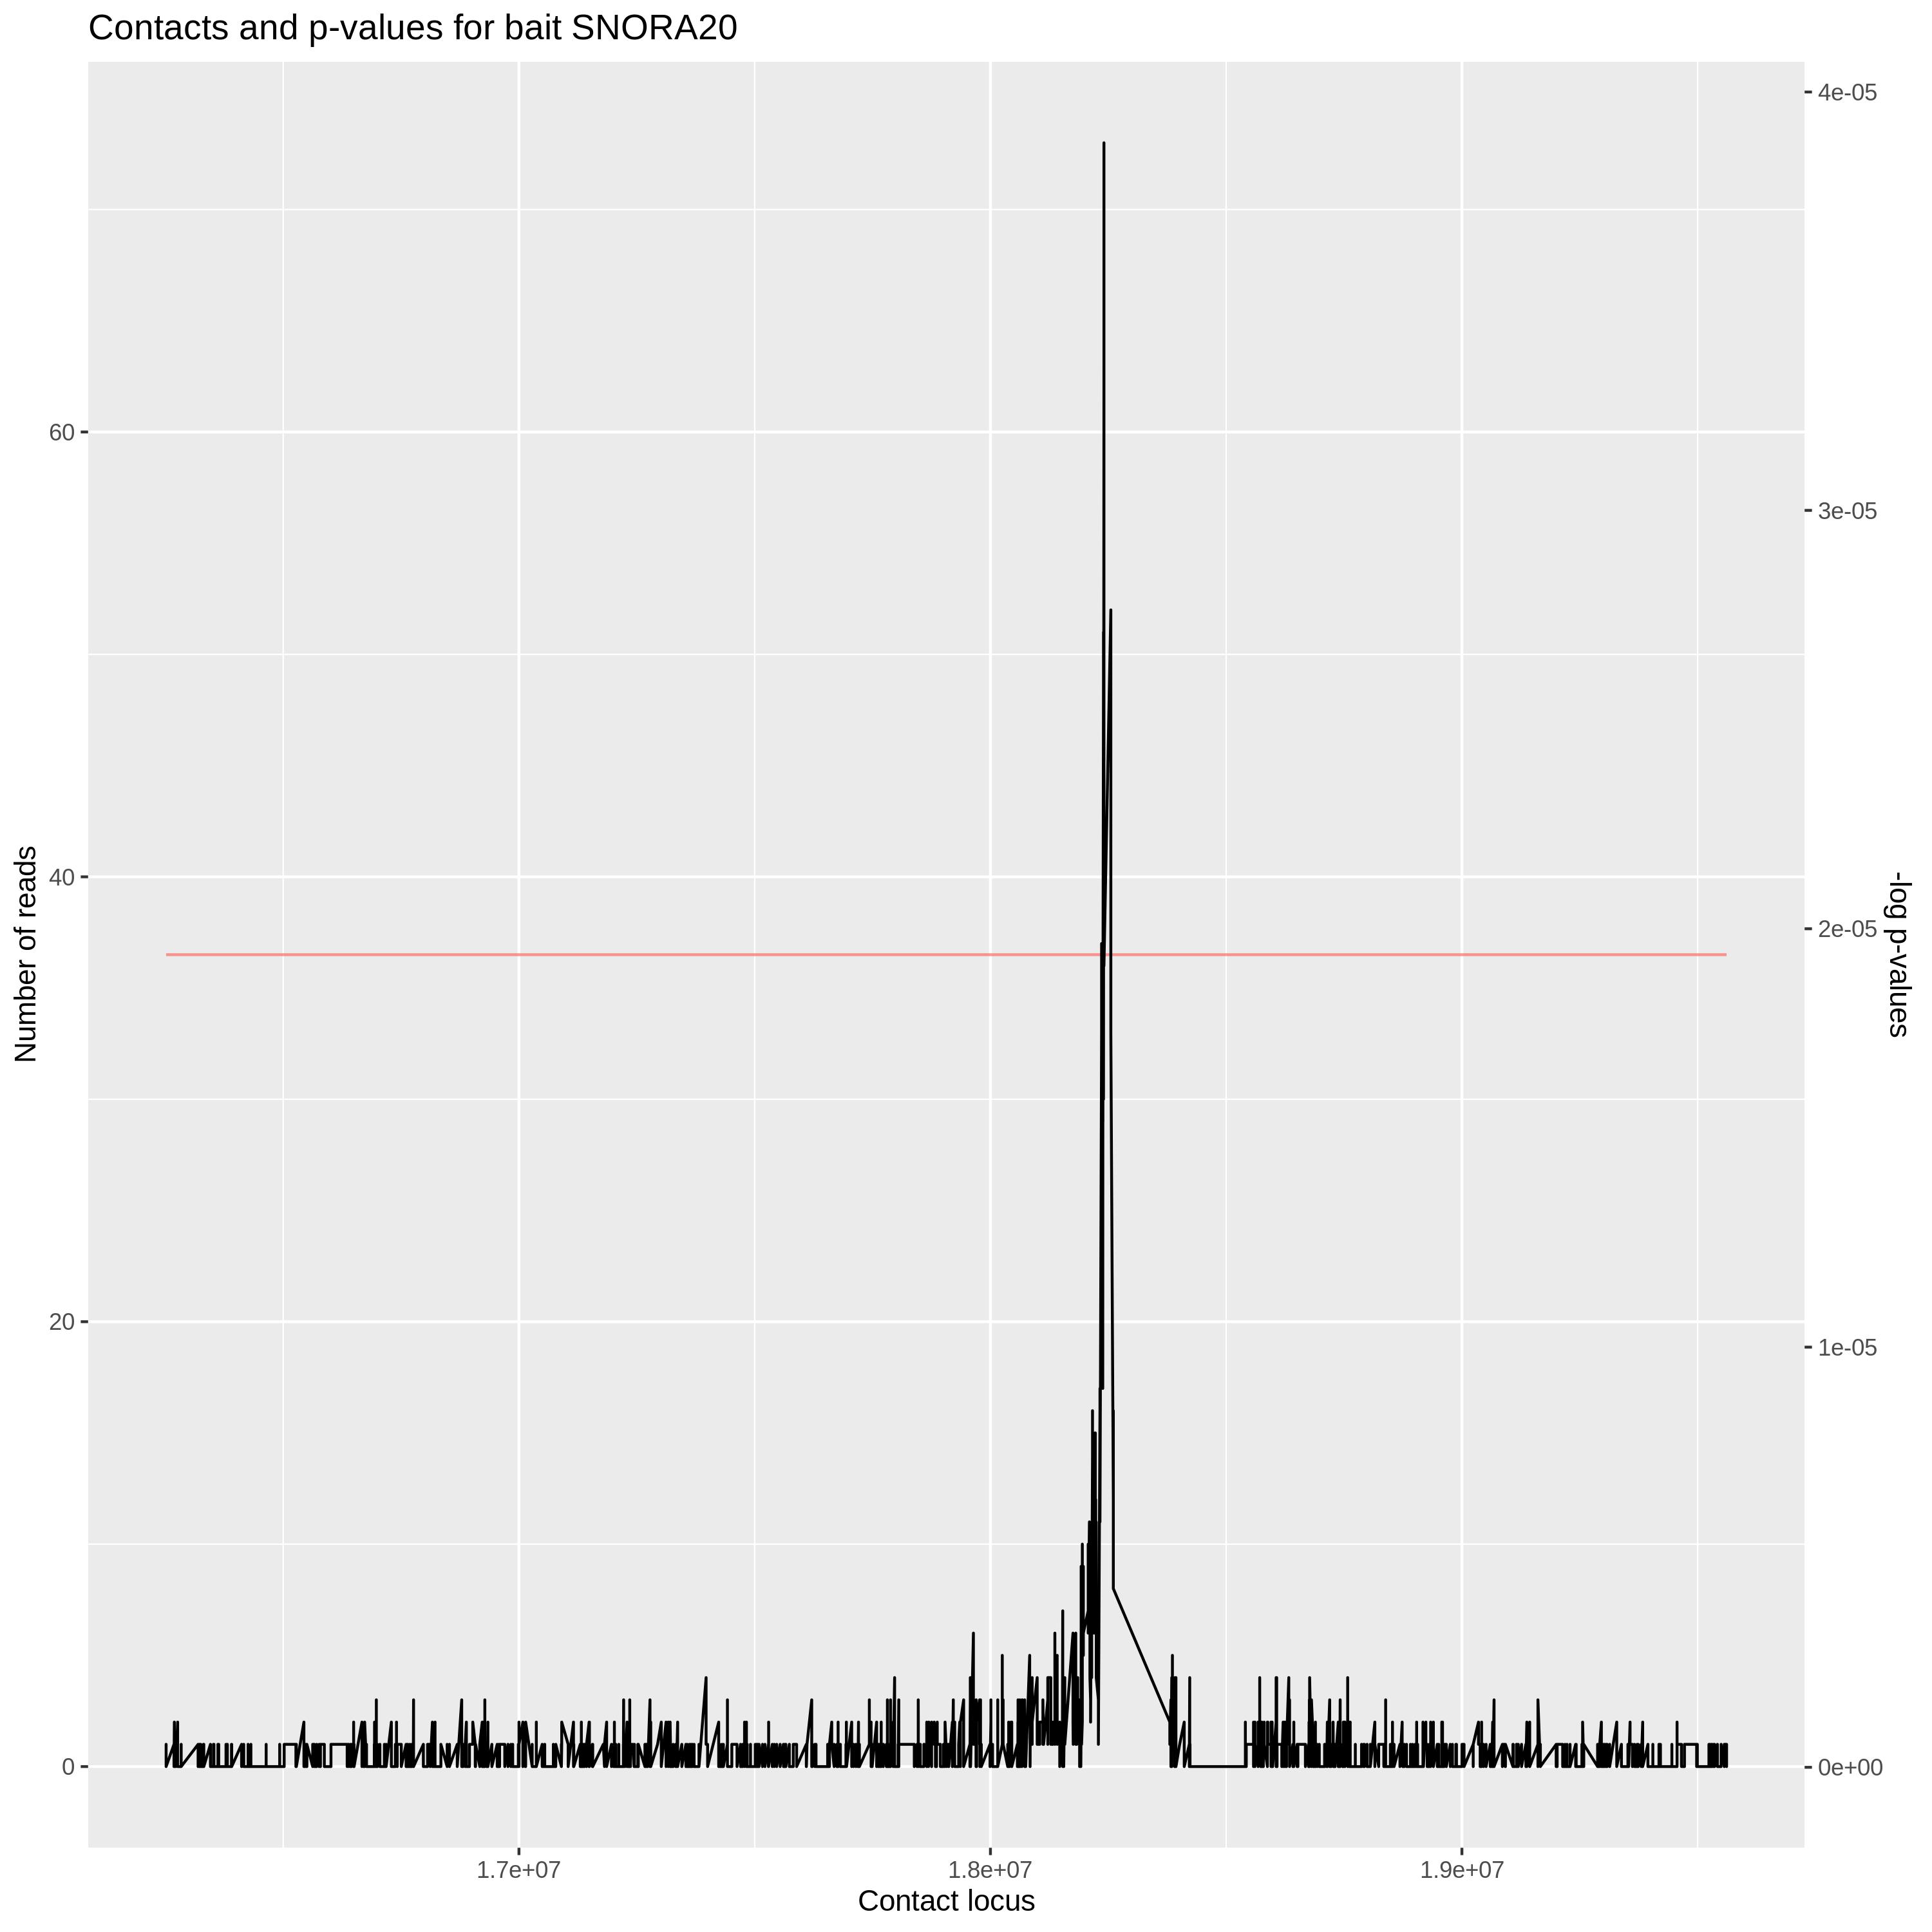 Contacts and p-values for bait SNORA20
Number of reads
60
40
20
0
4e-05
3e-05
2e-05
1e-05
0e+00
-log p-values
1.7e+07
1.8e+07
1.9e+07
Contact locus